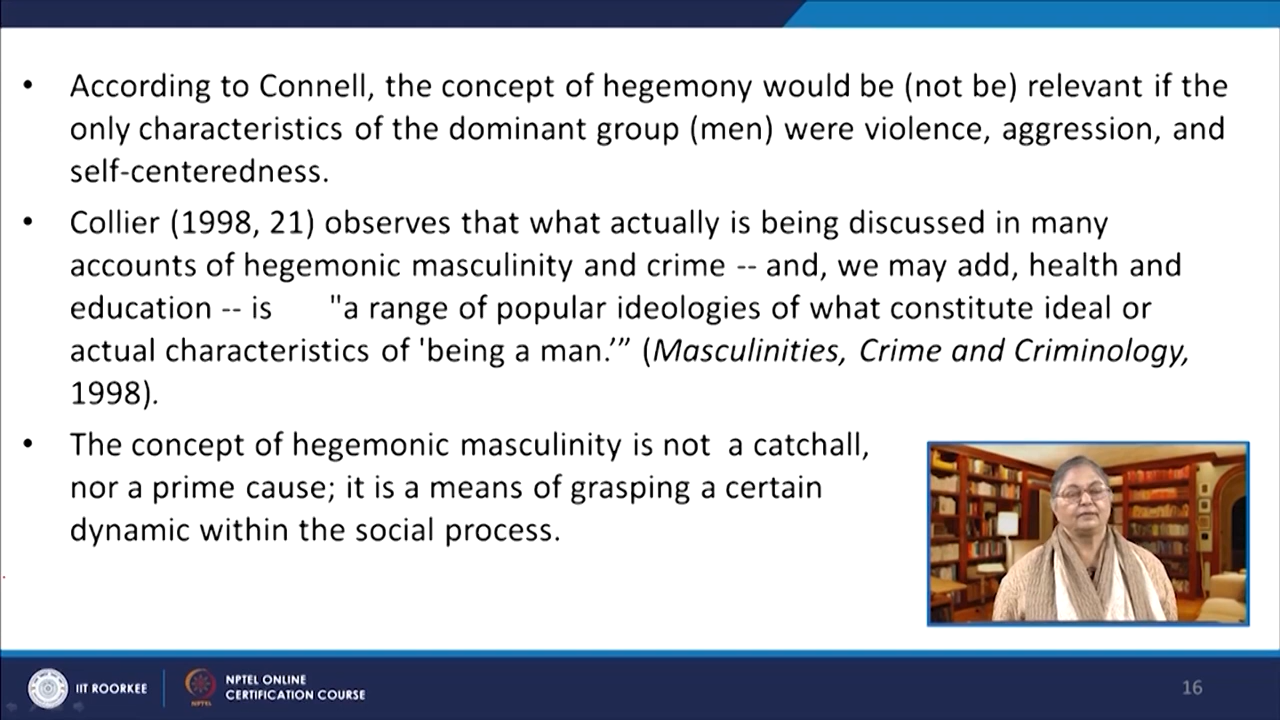 • According to Connell, the concept of hegemony would be (not be) relevant if the
only characteristics of the dominant group (men) were violence, aggression, and
self-centeredness.
• Collier (1998, 21) observes that what actually is being discussed in many
accounts of hegemonic masculinity and crime -- and, we may add, health and
education -- is "a range of popular ideologies of what constitute ideal or
actual characteristics of 'being a man.’” (Masculinities, Crime and Criminology,
1998).
• The concept of hegemonic masculinity is not a catchall,
nor a prime cause; it is a means of grasping a certain
dynamic within the social process.
IIT ROORKEE
NPTEL
NPTEL ONLINE
CERTIFICATION COURSE
16